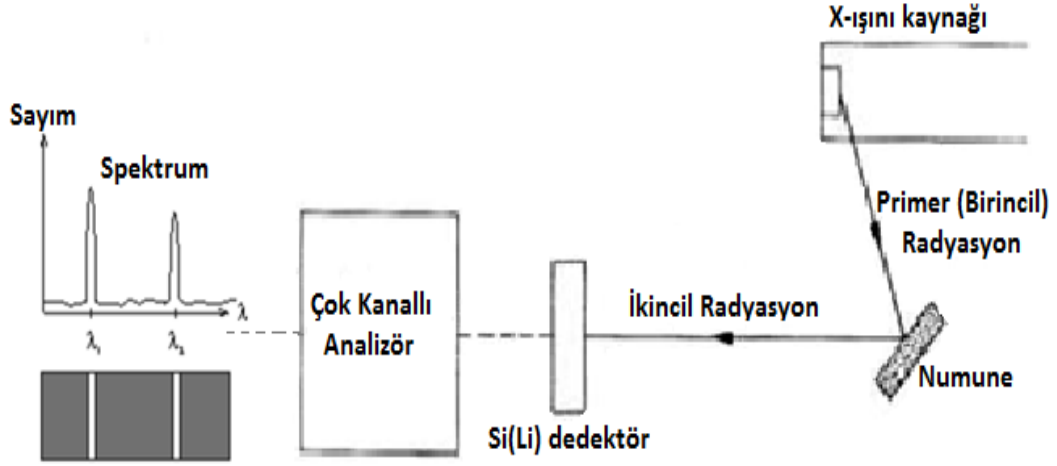 X-ışını kaynağı
Sayım
Spektrum
Primer (Birincil)
Radyasyon
λ
λ₁
λ₂
Çok Kanallı
Analizör
İkincil Radyasyon
Numune
Si(Li) dedektör